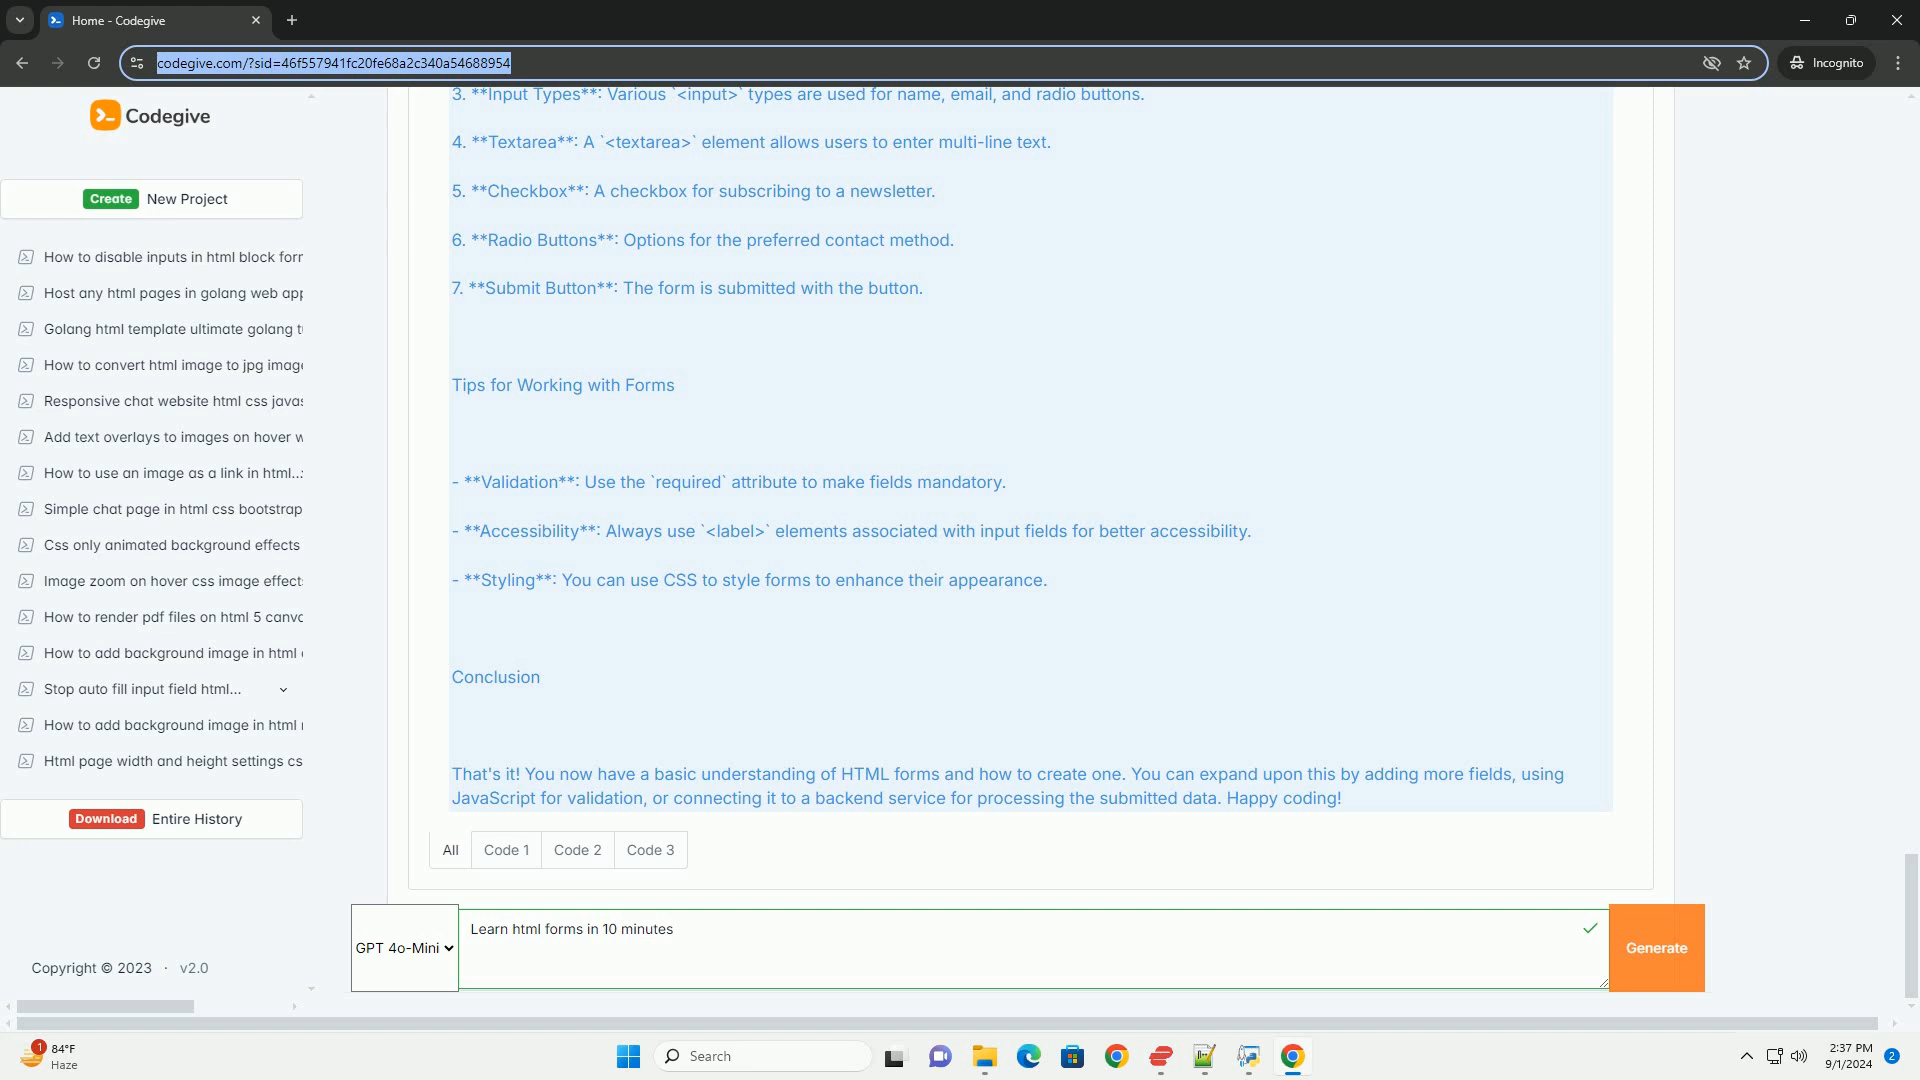 Home - Codegive
codegive.com/?sid=46f557941fc20fe68a2c340a54688954
Incognito
Codegive
Create New Project
How to disable inputs in html block forr
Host any html pages in golang web app
Golang html template ultimate golang tu
How to convert html image to jpg image
Responsive chat website html css javas
Add text overlays to images on hover w
How to use an image as a link in html...
Simple chat page in html css bootstrap
Css only animated background effects
Image zoom on hover css image effects
How to render pdf files on html 5 canva
How to add background image in html
Stop auto fill input field html...
How to add background image in html
Html page width and height settings cs
Download Entire History
Copyright © 2023 · v2.0
3. **Input Types**: Various `<input>` types are used for name, email, and radio buttons.
4. **Textarea**: A `<textarea>` element allows users to enter multi-line text.
5. **Checkbox**: A checkbox for subscribing to a newsletter.
6. **Radio Buttons**: Options for the preferred contact method.
7. **Submit Button**: The form is submitted with the button.
Tips for Working with Forms
- **Validation**: Use the `required` attribute to make fields mandatory.
- **Accessibility**: Always use `<label>` elements associated with input fields for better accessibility.
- **Styling**: You can use CSS to style forms to enhance their appearance.
Conclusion
That's it! You now have a basic understanding of HTML forms and how to create one. You can expand upon this by adding more fields, using
JavaScript for validation, or connecting it to a backend service for processing the submitted data. Happy coding!
All Code 1 Code 2 Code 3
GPT 4o-Mini
Learn html forms in 10 minutes
Generate
1
84°F
Haze
Search
2:37 PM
9/1/2024
2